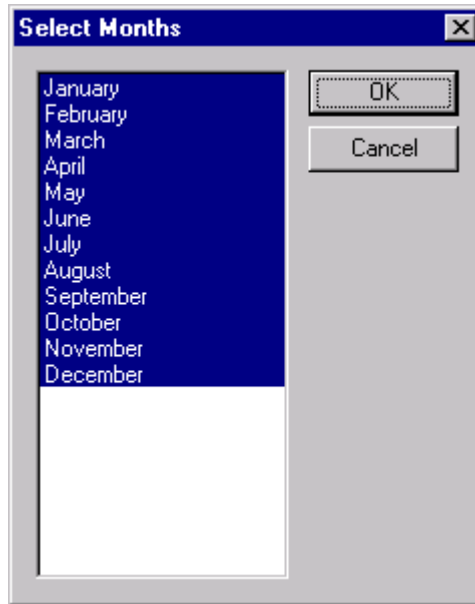 Select Months
January
February
March
April
May
June
July
August
September
October
November
December
OK
Cancel